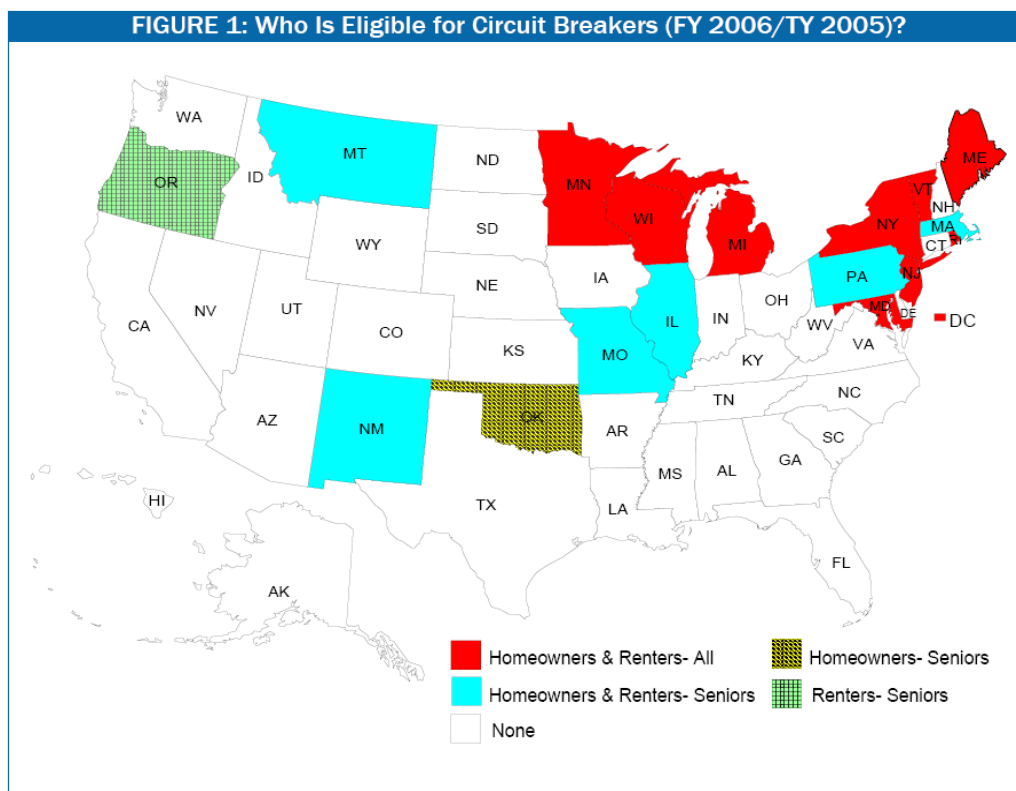 FIGURE 1: Who Is Eligible for Circuit Breakers (FY 2006/TY 2005)?
WA
MT
ND
MN
ME
OR
ID
SD
WI
MI
VT
NH
NY
MA
CT
RI
WY
NE
IA
PA
NJ
NV
UT
CO
IL
IN
OH
MD
DE
DC
CA
KS
MO
WV
VA
KY
AZ
NM
OK
AR
TN
NC
SC
MS
AL
GA
HI
TX
LA
FL
AK
Homeowners & Renters- All
Homeowners- Seniors
Homeowners & Renters- Seniors
Renters- Seniors
None